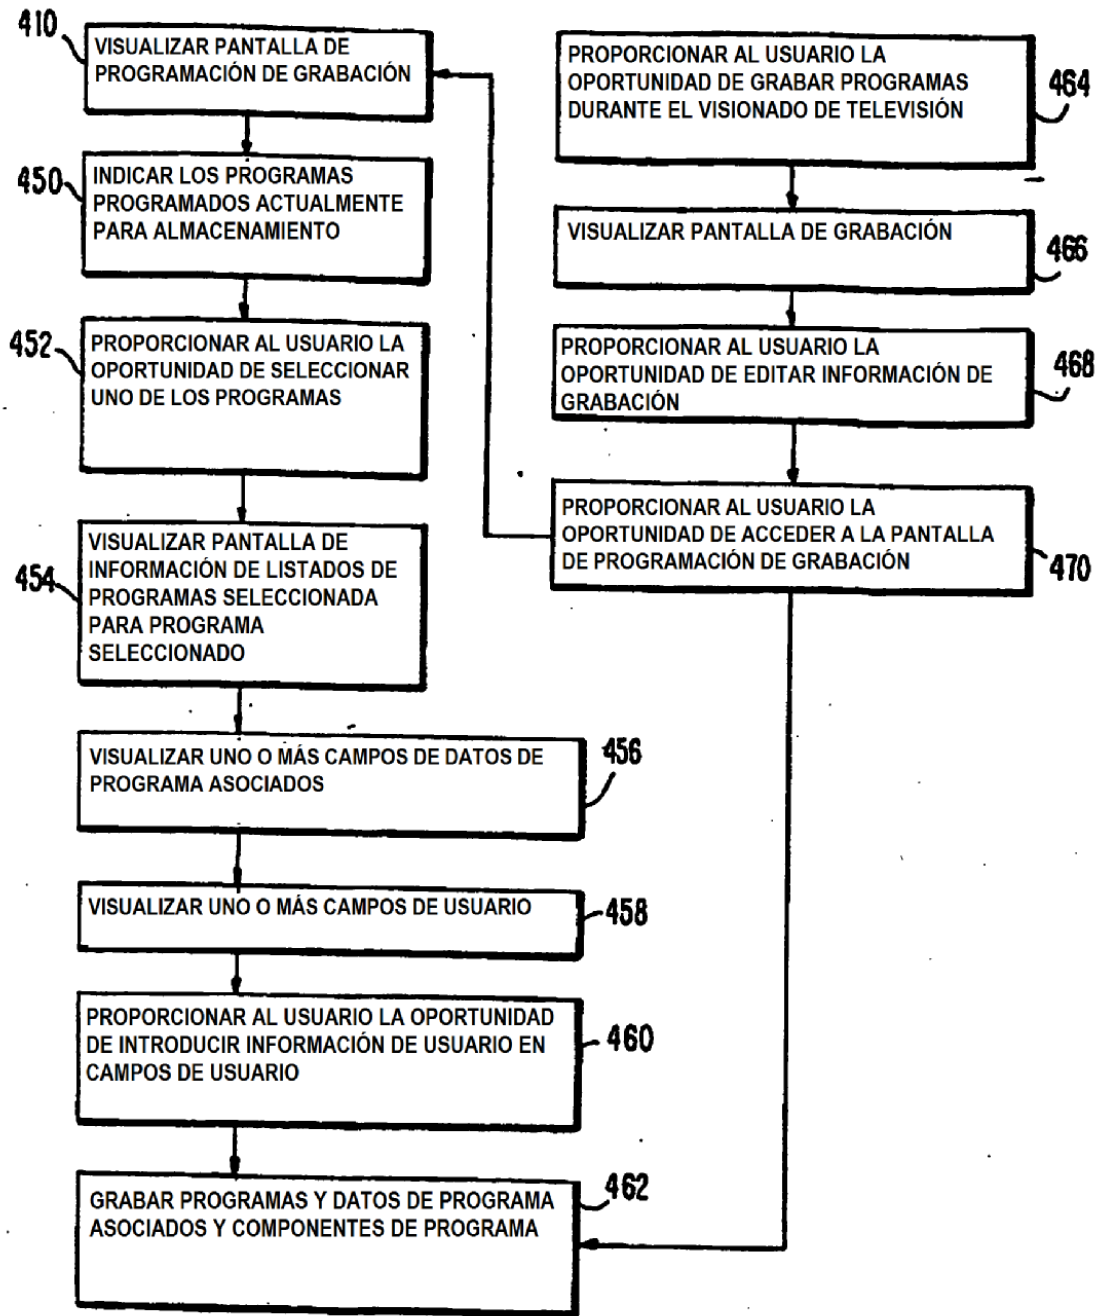 410
VISUALIZAR PANTALLA DE
PROGRAMACIÓN DE GRABACIÓN
450
INDICAR LOS PROGRAMAS
PROGRAMADOS ACTUALMENTE
PARA ALMACENAMIENTO
452
PROPORCIONAR AL USUARIO LA
OPORTUNIDAD DE SELECCIONAR
UNO DE LOS PROGRAMAS
454
VISUALIZAR PANTALLA DE
INFORMACIÓN DE LISTADOS DE
PROGRAMAS SELECCIONADA
PARA PROGRAMA
SELECCIONADO
VISUALIZAR UNO O MÁS CAMPOS DE DATOS DE
PROGRAMA ASOCIADOS
456
VISUALIZAR UNO O MÁS CAMPOS DE USUARIO
458
PROPORCIONAR AL USUARIO LA OPORTUNIDAD
DE INTRODUCIR INFORMACIÓN DE USUARIO EN
CAMPOS DE USUARIO
460
GRABAR PROGRAMAS Y DATOS DE PROGRAMA
ASOCIADOS Y COMPONENTES DE PROGRAMA
462
PROPORCIONAR AL USUARIO LA
OPORTUNIDAD DE GRABAR PROGRAMAS
DURANTE EL VISIONADO DE TELEVISIÓN
464
VISUALIZAR PANTALLA DE GRABACIÓN
466
PROPORCIONAR AL USUARIO LA
OPORTUNIDAD DE EDITAR INFORMACIÓN DE
GRABACIÓN
468
PROPORCIONAR AL USUARIO LA
OPORTUNIDAD DE ACCEDER A LA PANTALLA
DE PROGRAMACIÓN DE GRABACIÓN
470